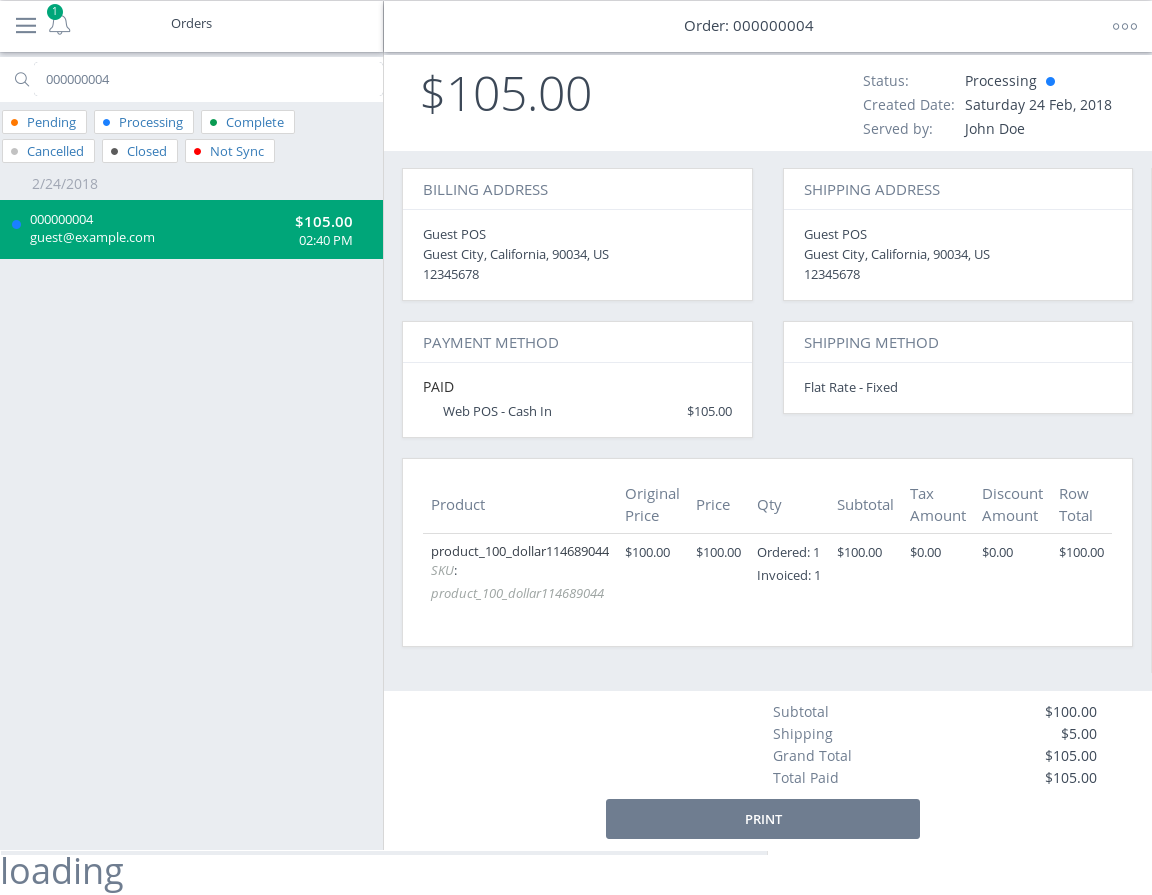 1
Orders
Order: 000000004
000000004
Pending
Processing
Complete
Cancelled
Closed
Not Sync
2/24/2018
000000004
$105.00
guest@example.com
02:40 PM
$105.00
Status: Processing
Created Date: Saturday 24 Feb, 2018
Served by: John Doe
BILLING ADDRESS
Guest POS
Guest City, California, 90034, US
12345678
SHIPPING ADDRESS
Guest POS
Guest City, California, 90034, US
12345678
PAYMENT METHOD
PAID
Web POS - Cash In $105.00
SHIPPING METHOD
Flat Rate - Fixed
Product
Original
Price
Price
Qty
Subtotal
Tax
Amount
Discount
Amount
Row
Total
product_100_dollar114689044
SKU:
product_100_dollar114689044
$100.00
$100.00
Ordered: 1
Invoiced: 1
$100.00
$0.00
$0.00
$100.00
Subtotal $100.00
Shipping $5.00
Grand Total $105.00
Total Paid $105.00
PRINT
loading